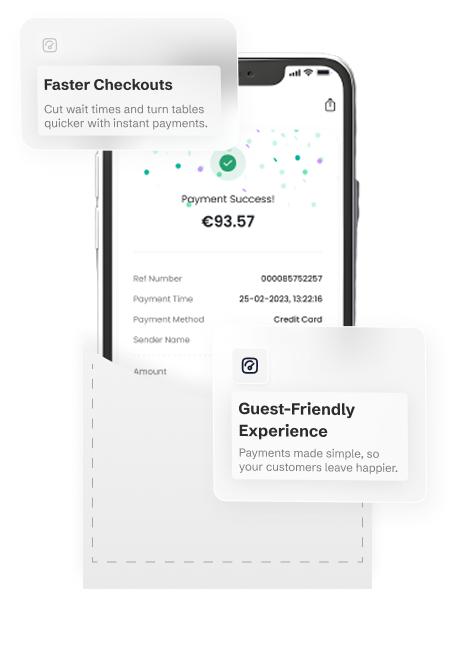 Faster Checkouts
Cut wait times and turn tables
quicker with instant payments.
Payment Success!
€93.57
Ref Number 000085752257
Payment Time 25-02-2023, 13:22:16
Payment Method Credit Card
Sender Name
Amount
Guest-Friendly
Experience
Payments made simple, so
your customers leave happier.